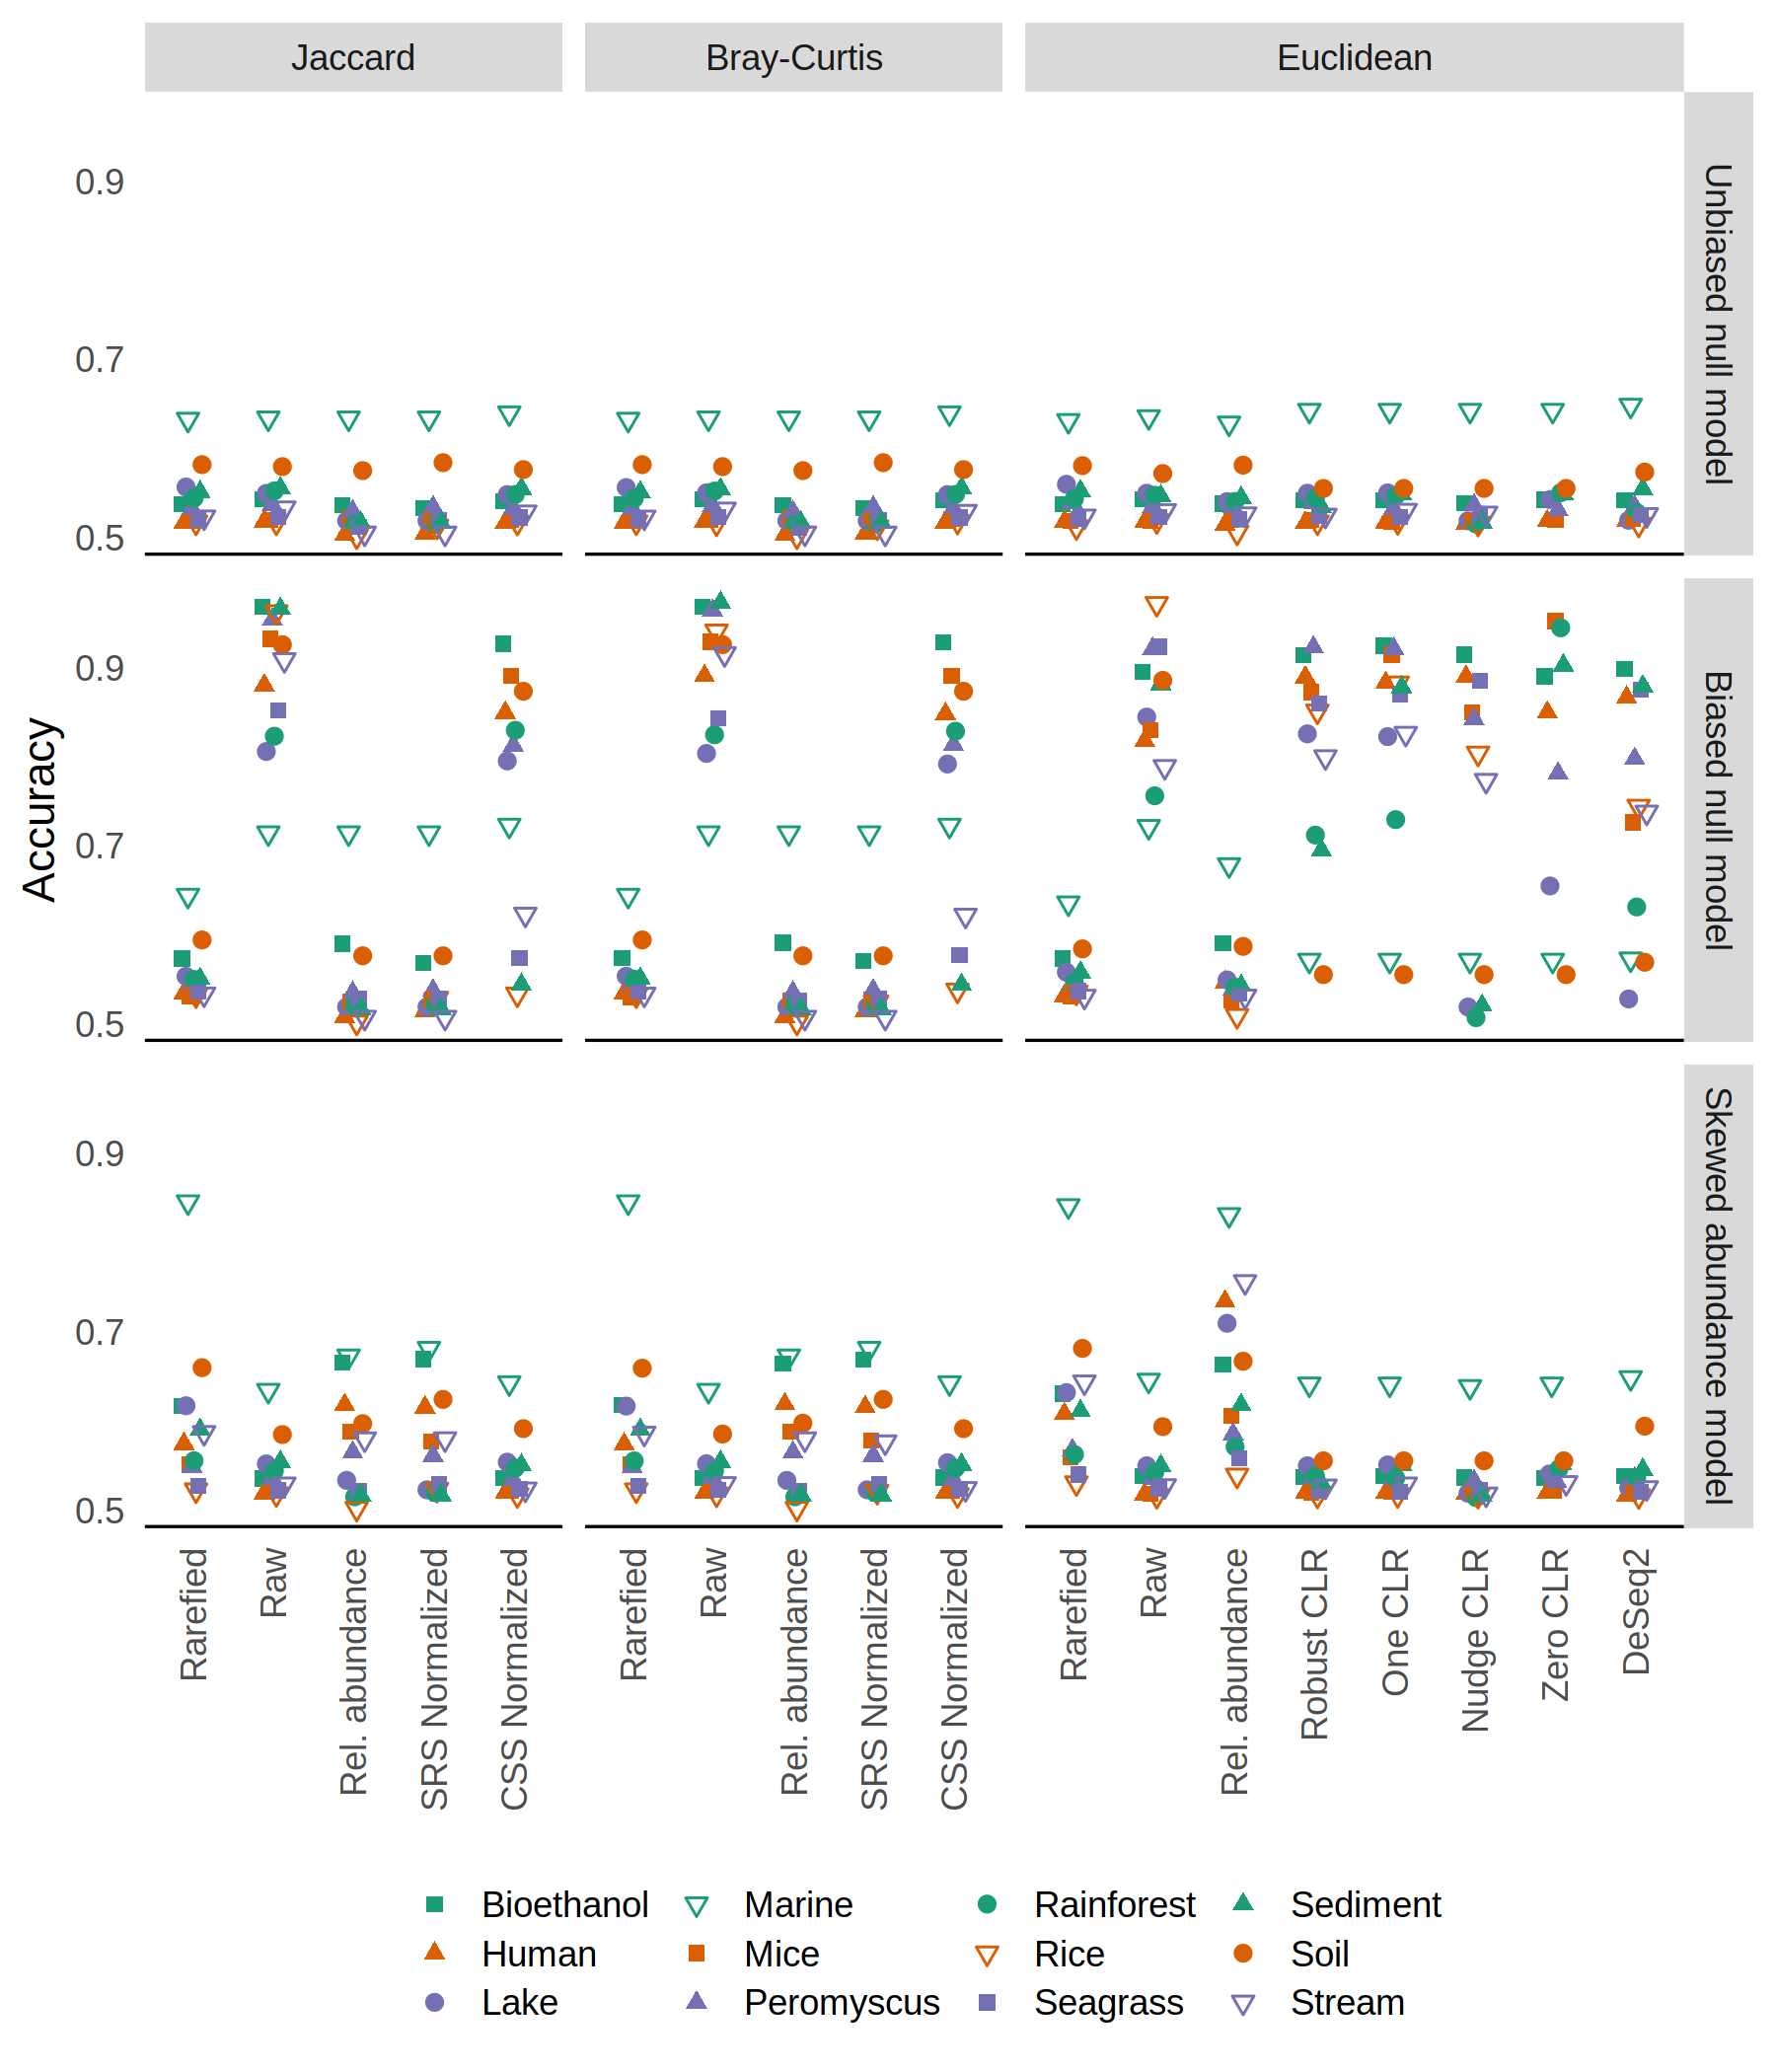 Jaccard Bray-Curtis Euclidean
Unbiased null model
0.9
0.7
0.5
Biased null model
0.9
0.7
0.5
Accuracy
Skewed abundance model
0.9
0.7
0.5
Rarefied
Raw
Rel. abundance
SRS Normalized
CSS Normalized
Rarefied
Raw
Rel. abundance
SRS Normalized
CSS Normalized
Rarefied
Raw
Rel. abundance
Robust CLR
One CLR
Nudge CLR
Zero CLR
DeSeq2
Bioethanol Marine Rainforest Sediment
Human Mice Rice Soil
Lake Peromyscus Seagrass Stream